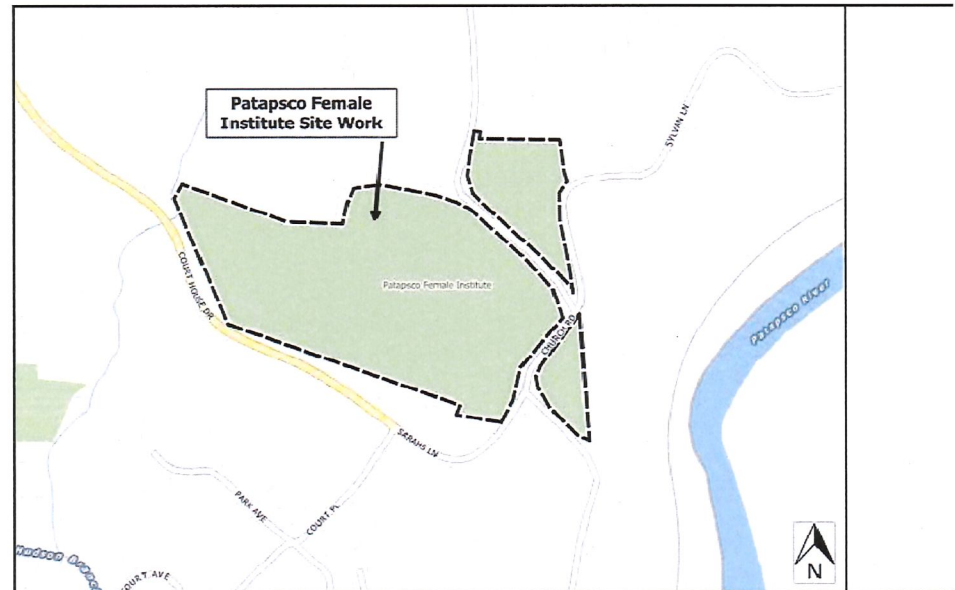 Patapsco Female
Institute Site Work
SYLVAN LN
COURT HOUSE DR
Patapsco Female Institute
Patapsco River
CHURCH RD
SARAHS LN
PARK AVE
COURT PL
Hudson
COURT AVE
N